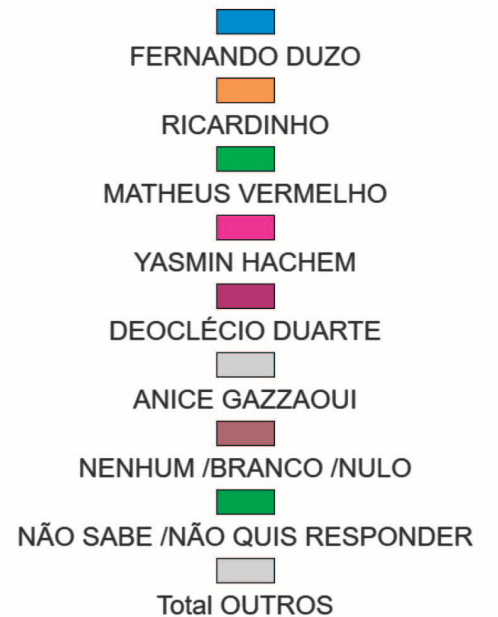 FERNANDO DUZO
RICARDINHO
MATHEUS VERMELHO
YASMIN HACHEM
DEOCLÉCIO DUARTE
ANICE GAZZAOUI
NENHUM /BRANCO /NULO
NÃO SABE /NÃO QUIS RESPONDER
Total OUTROS